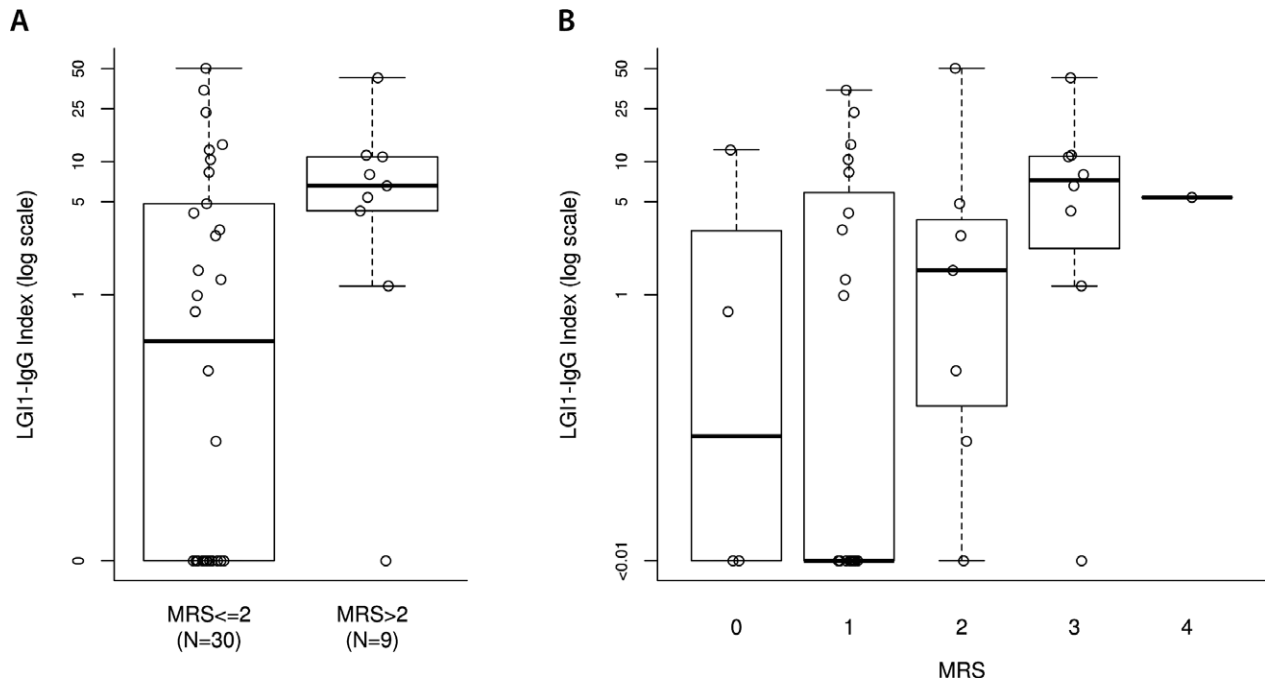 A
LGI1-IgG Index (log scale)
50
25
10
5
1
0
MRS<=2
(N=30)
MRS>2
(N=9)
B
LGI1-IgG Index (log scale)
50
25
10
5
1
<0.01
0 1 2 3 4
MRS